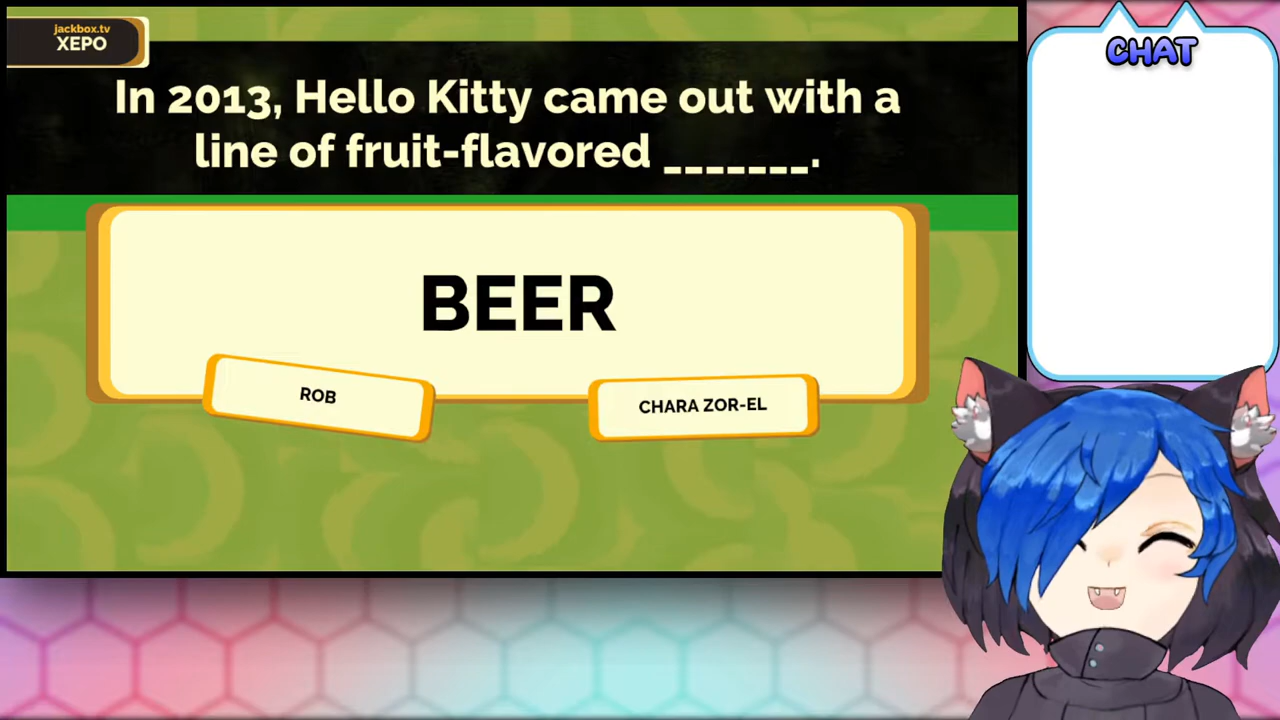 jackbox.tv
XEPO
In 2013, Hello Kitty came out with a
line of fruit-flavored _______.
BEER
ROB
CHARA ZOR-EL
CHAT